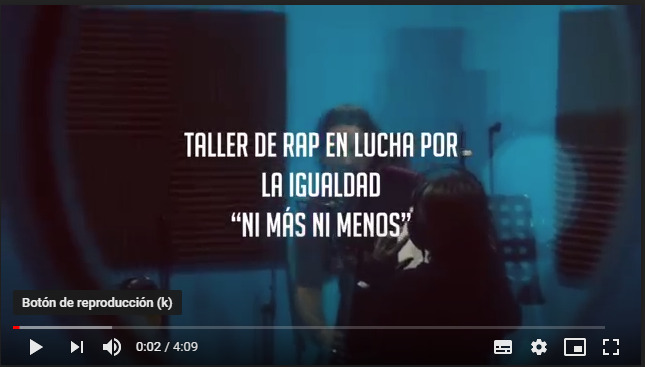 TALLER DE RAP EN LUCHA POR
LA IGUALDAD
“NI MÁS NI MENOS”
Botón de reproducción (k)
0:02 / 4:09